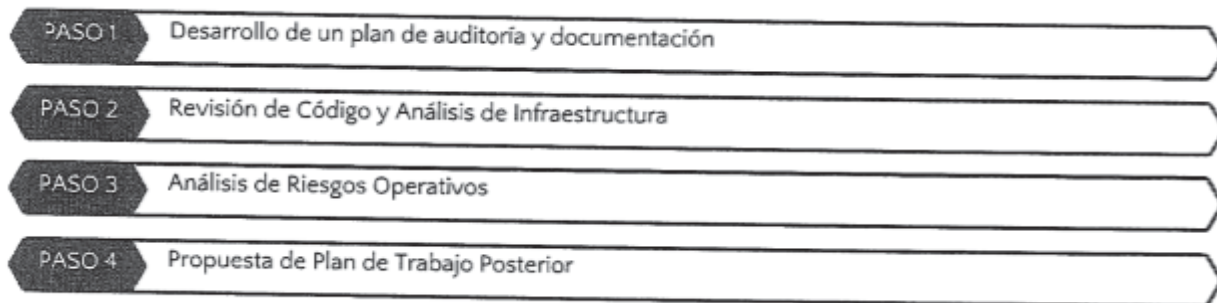 PASO 1 Desarrollo de un plan de auditoría y documentación
PASO 2 Revisión de Código y Análisis de Infraestructura
PASO 3 Análisis de Riesgos Operativos
PASO 4 Propuesta de Plan de Trabajo Posterior